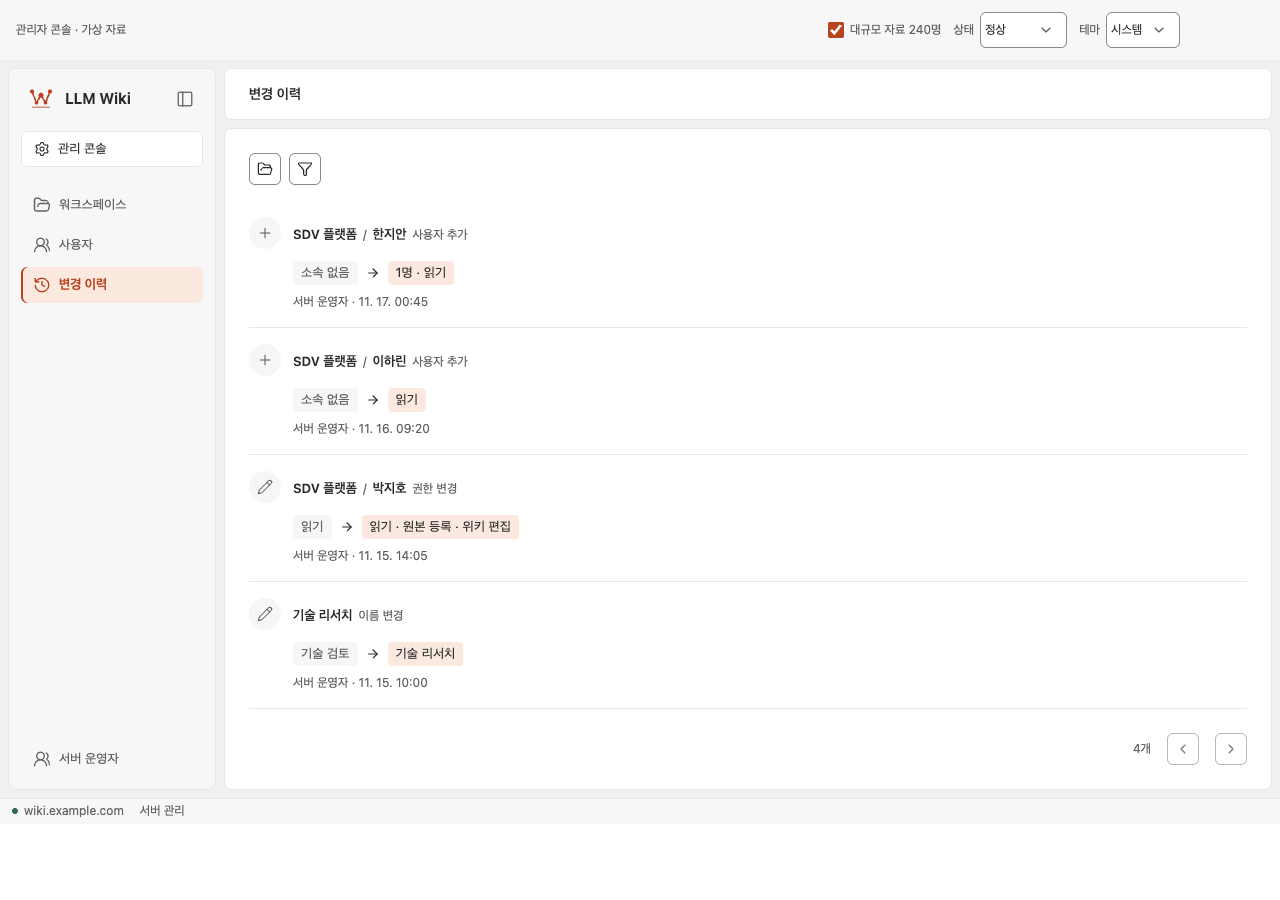 관리자 콘솔 · 가상 자료
대규모 자료 240명 상태 정상 테마 시스템
LLM Wiki
관리 콘솔
워크스페이스
사용자
변경 이력
서버 운영자
변경 이력
SDV 플랫폼 / 한지안 사용자 추가
소속 없음 → 1명 · 읽기
서버 운영자 · 11. 17. 00:45
SDV 플랫폼 / 이하린 사용자 추가
소속 없음 → 읽기
서버 운영자 · 11. 16. 09:20
SDV 플랫폼 / 박지호 권한 변경
읽기 → 읽기 · 원본 등록 · 위키 편집
서버 운영자 · 11. 15. 14:05
기술 리서치 이름 변경
기술 검토 → 기술 리서치
서버 운영자 · 11. 15. 10:00
4개
wiki.example.com 서버 관리